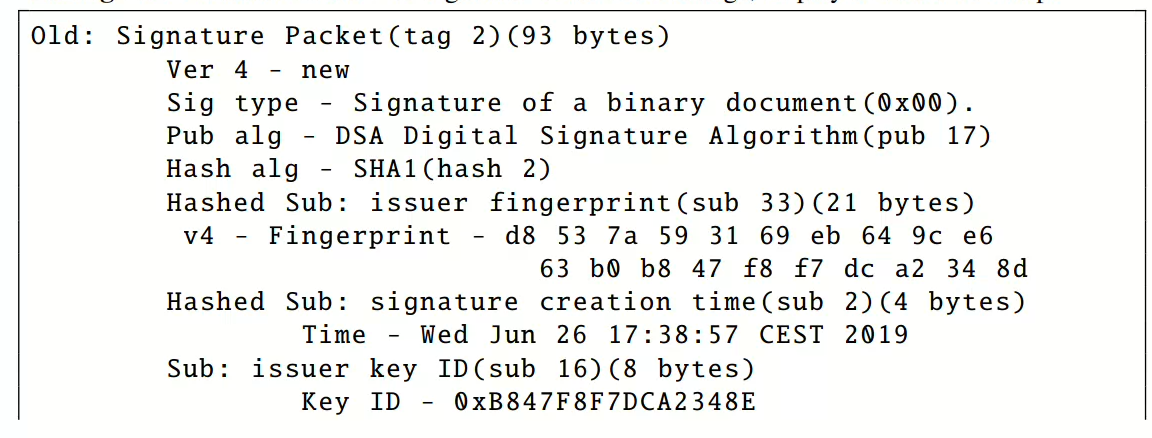 Old: Signature Packet(tag 2)(93 bytes)
Ver 4 - new
Sig type - Signature of a binary document(0x00).
Pub alg - DSA Digital Signature Algorithm(pub 17)
Hash alg - SHA1(hash 2)
Hashed Sub: issuer fingerprint(sub 33)(21 bytes)
v4 - Fingerprint - d8 53 7a 59 31 69 eb 64 9c e6
63 b0 b8 47 f8 f7 dc a2 34 8d
Hashed Sub: signature creation time(sub 2)(4 bytes)
Time - Wed Jun 26 17:38:57 CEST 2019
Sub: issuer key ID(sub 16)(8 bytes)
Key ID - 0xB847F8F7DCA2348E